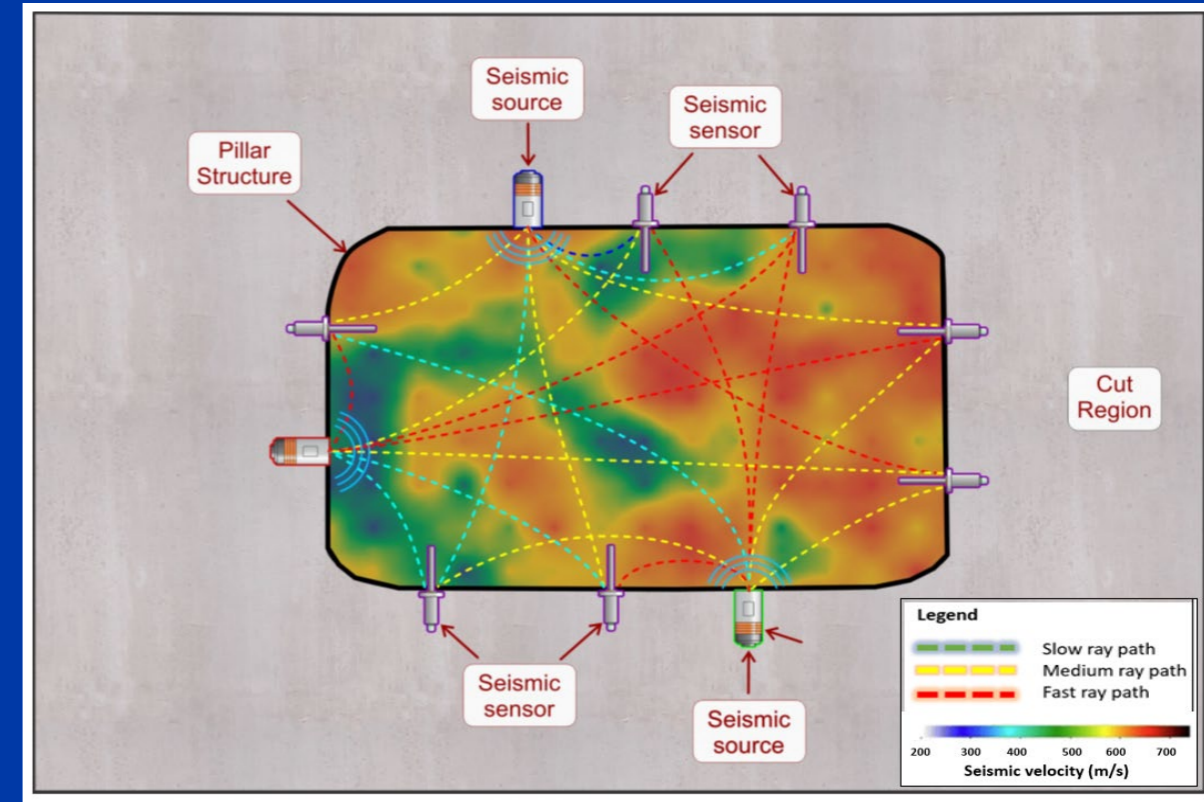 Seismic
source
Seismic
sensor
Pillar
Structure
Cut
Region
Seismic
sensor
Seismic
source
Legend
Slow ray path
Medium ray path
Fast ray path
200 300 400 500 600 700
Seismic velocity (m/s)